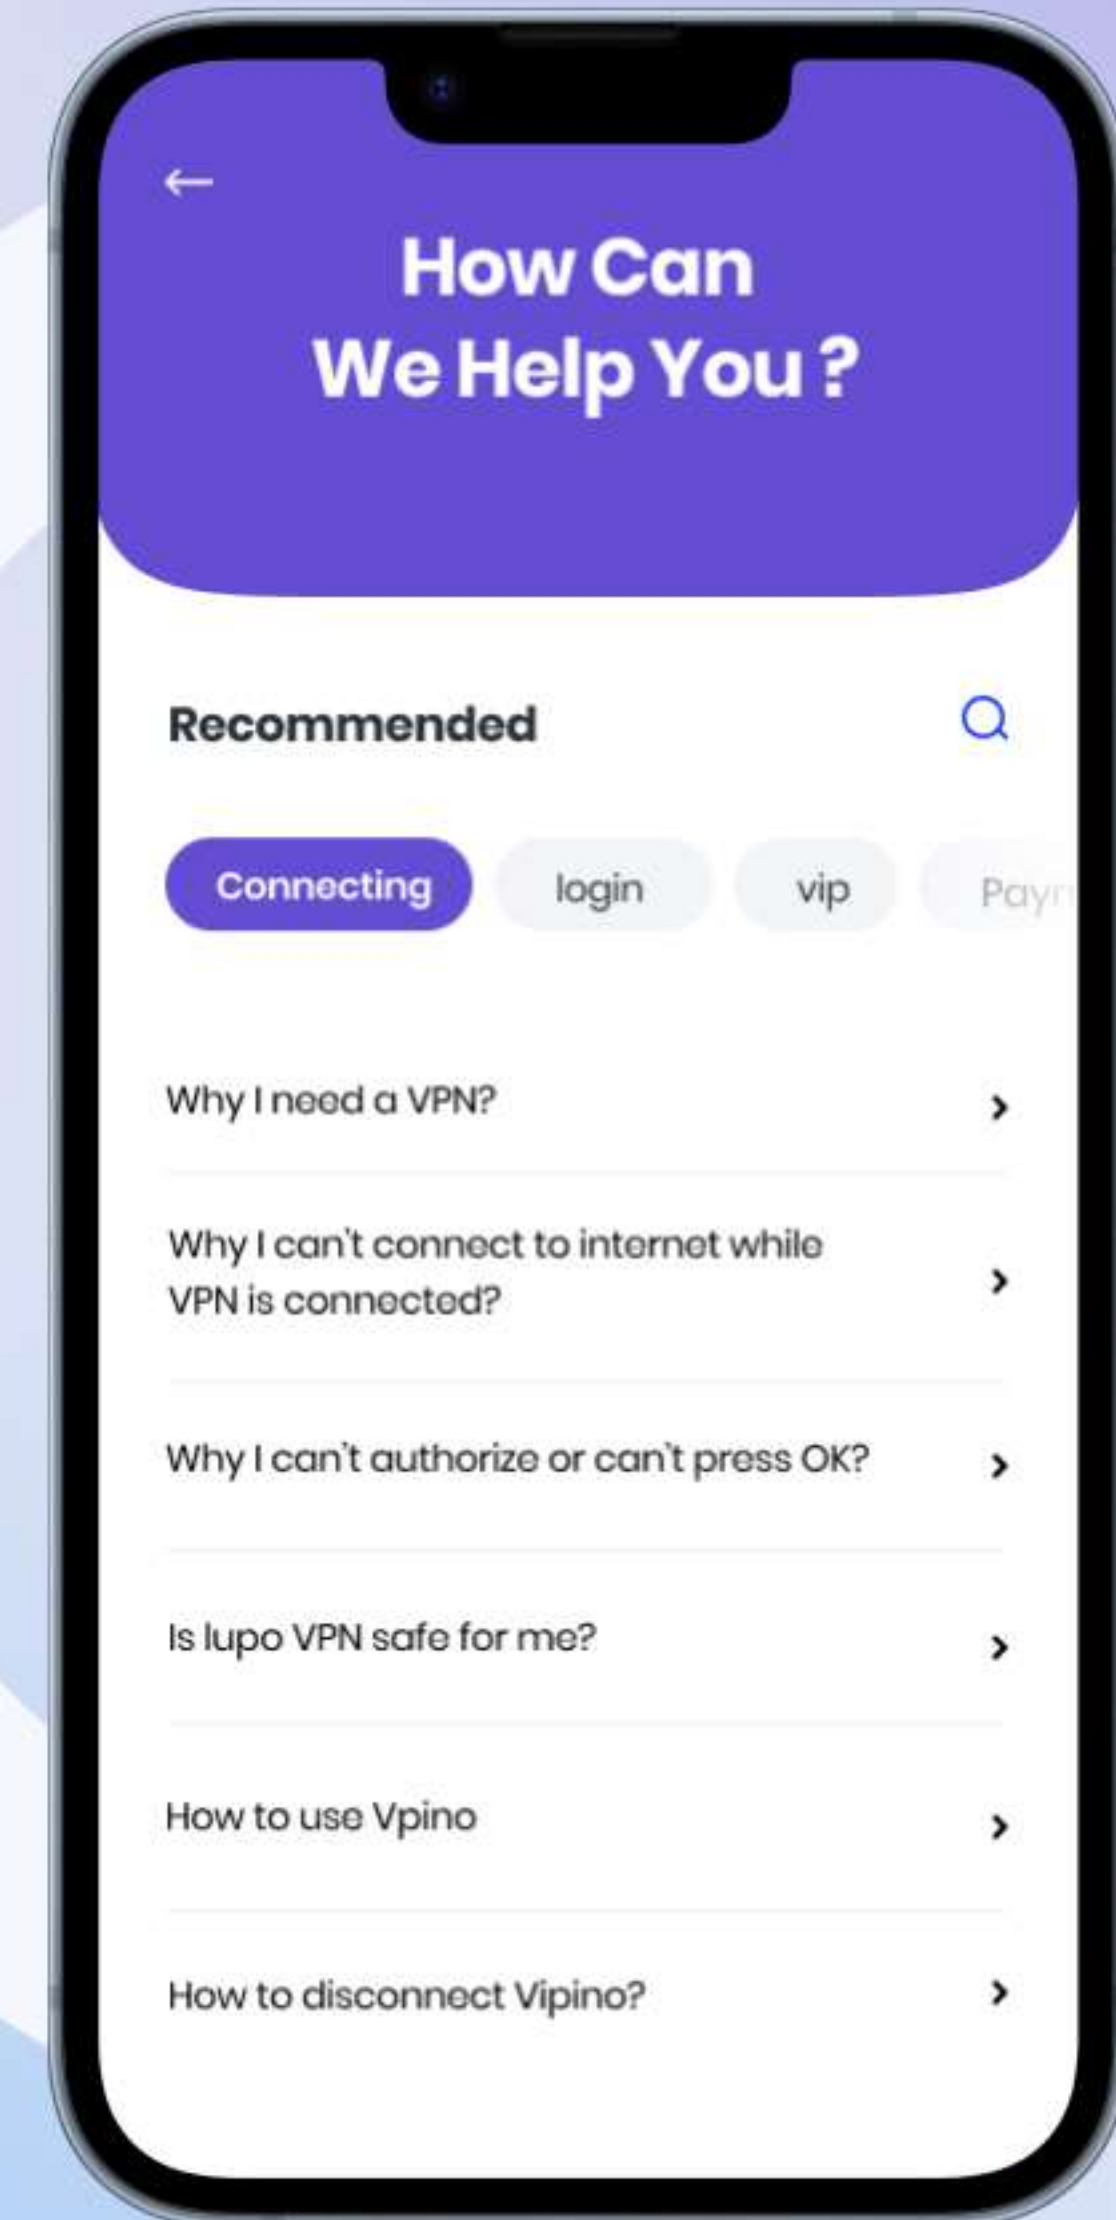 How Can
We Help You ?
Recommended
Connecting
login
vip
Why I need a VPN?
Why I can't connect to internet while
VPN is connected?
Why I can't authorize or can't press OK?
Is lupo VPN safe for me?
How to use Vpino
How to disconnect Vipino?